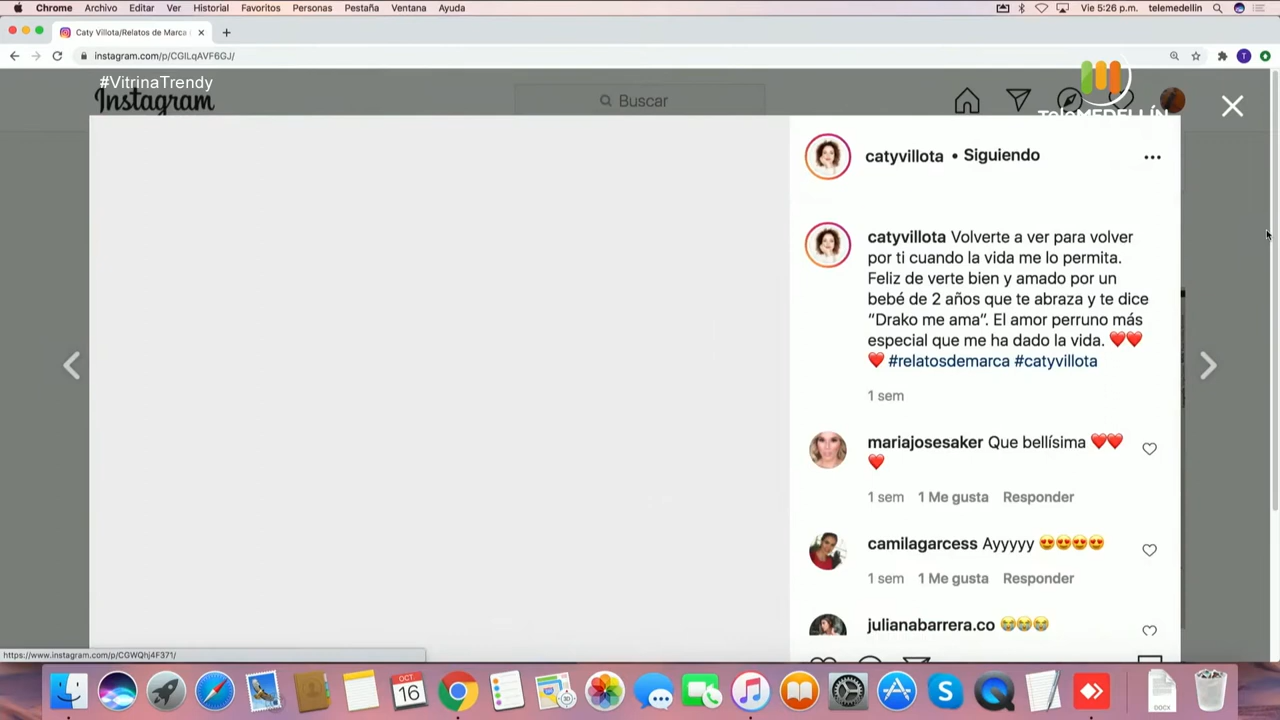 Chrome Archivo Editar Ver Historial Favoritos Personas Pestaña Ventana Ayuda Vie 5:26 p.m. telemedellin
Caty Villota/Relatos de Marca
instagram.com/p/CGILqAVF6GJ/ T
#VitrinaTrendy
Instagram
Buscar
TeleMEDELLÍN
catyvillota • Siguiendo
catyvillota Volverte a ver para volver
por ti cuando la vida me lo permita.
Feliz de verte bien y amado por un
bebé de 2 años que te abraza y te dice
“Drako me ama”. El amor perruno más
especial que me ha dado la vida. ❤️❤️
❤️ #relatosdemarca #catyvillota
1 sem
mariajosesaker Que bellísima ❤️❤️
❤️
1 sem 1 Me gusta Responder
camilagarcess Ayyyyy 😍😍😍😍
1 sem 1 Me gusta Responder
julianabarrera.co 😭😭😭
https://www.instagram.com/p/CGWQhj4F371/
OCT
16
DOCX